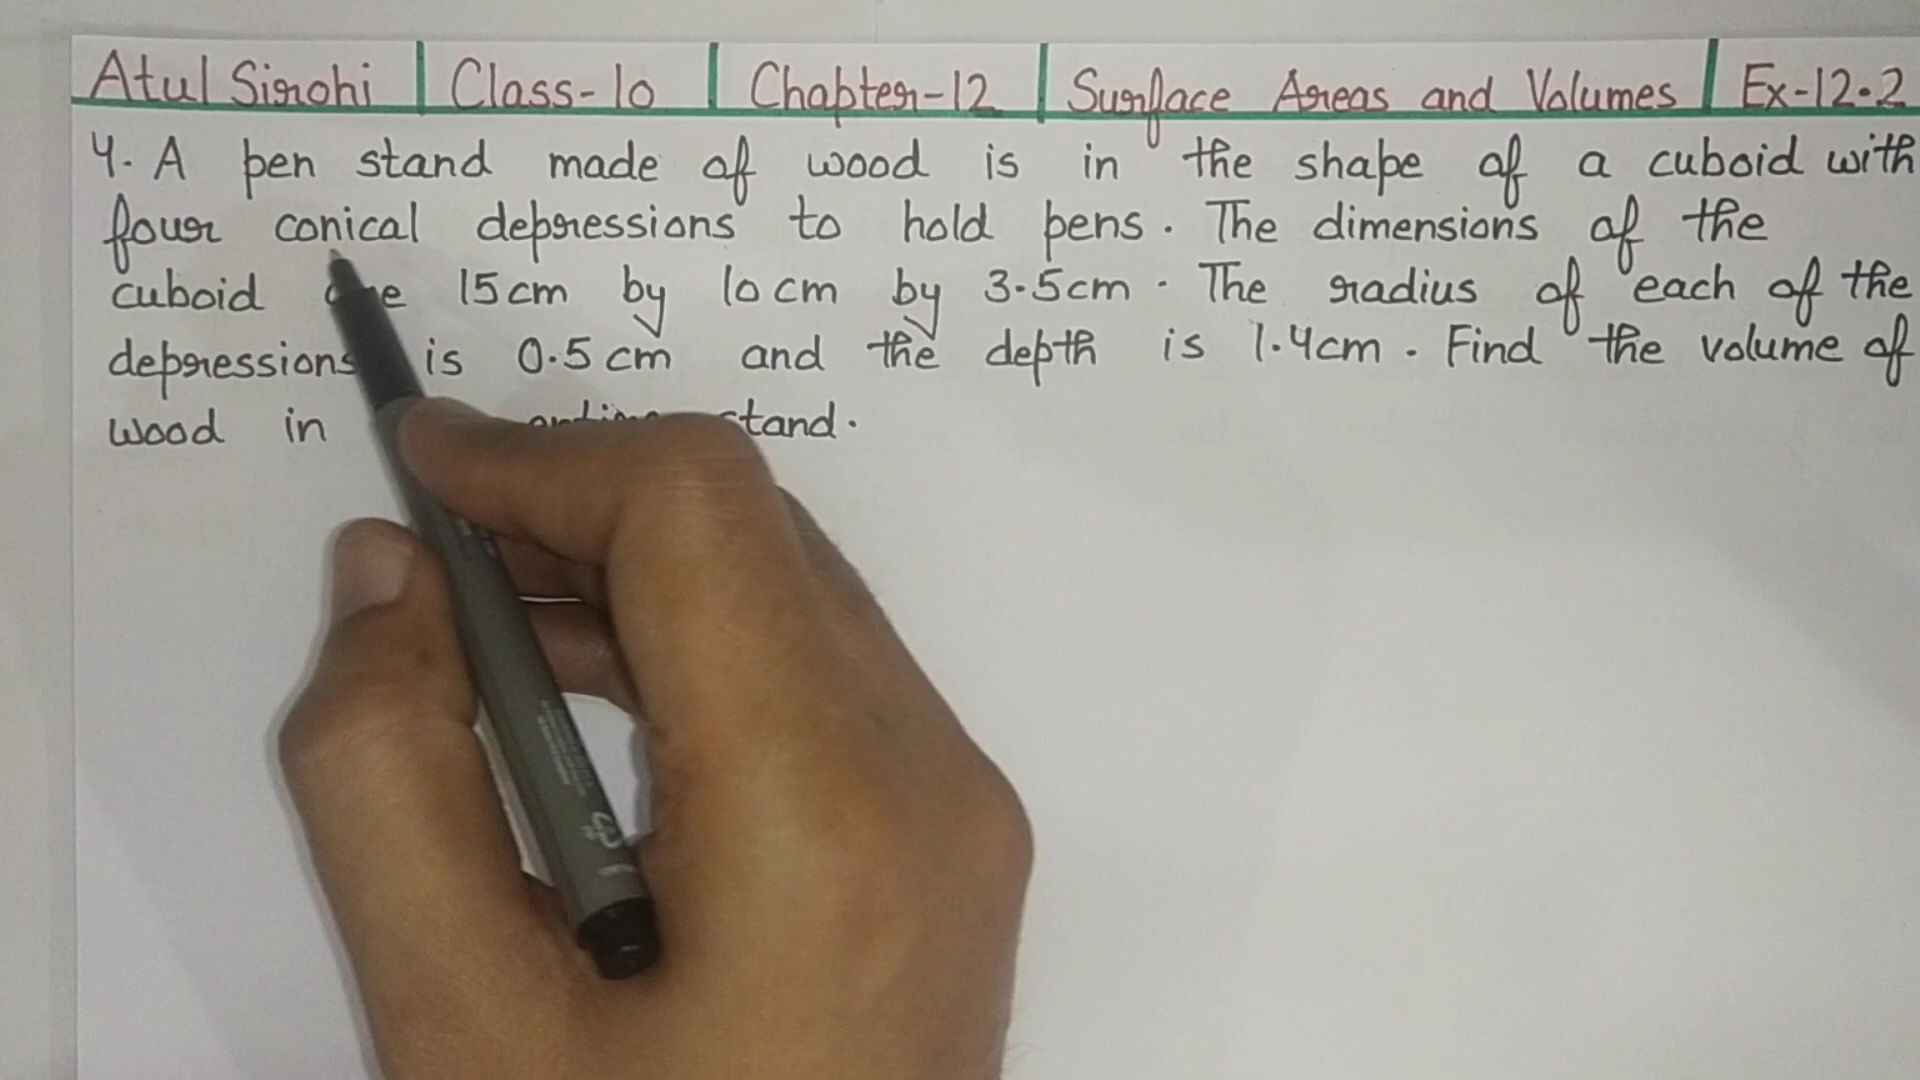 Atul Sirohi | Class-10 | Chapter-12 | Surface Areas and Volumes | Ex-12.2
4. A pen stand made of wood is in the shape of a cuboid with
four conical depressions to hold pens. The dimensions of the
cuboid are 15cm by 10cm by 3.5cm. The radius of each of the
depressions is 0.5cm and the depth is 1.4cm. Find the volume of
wood in stand.